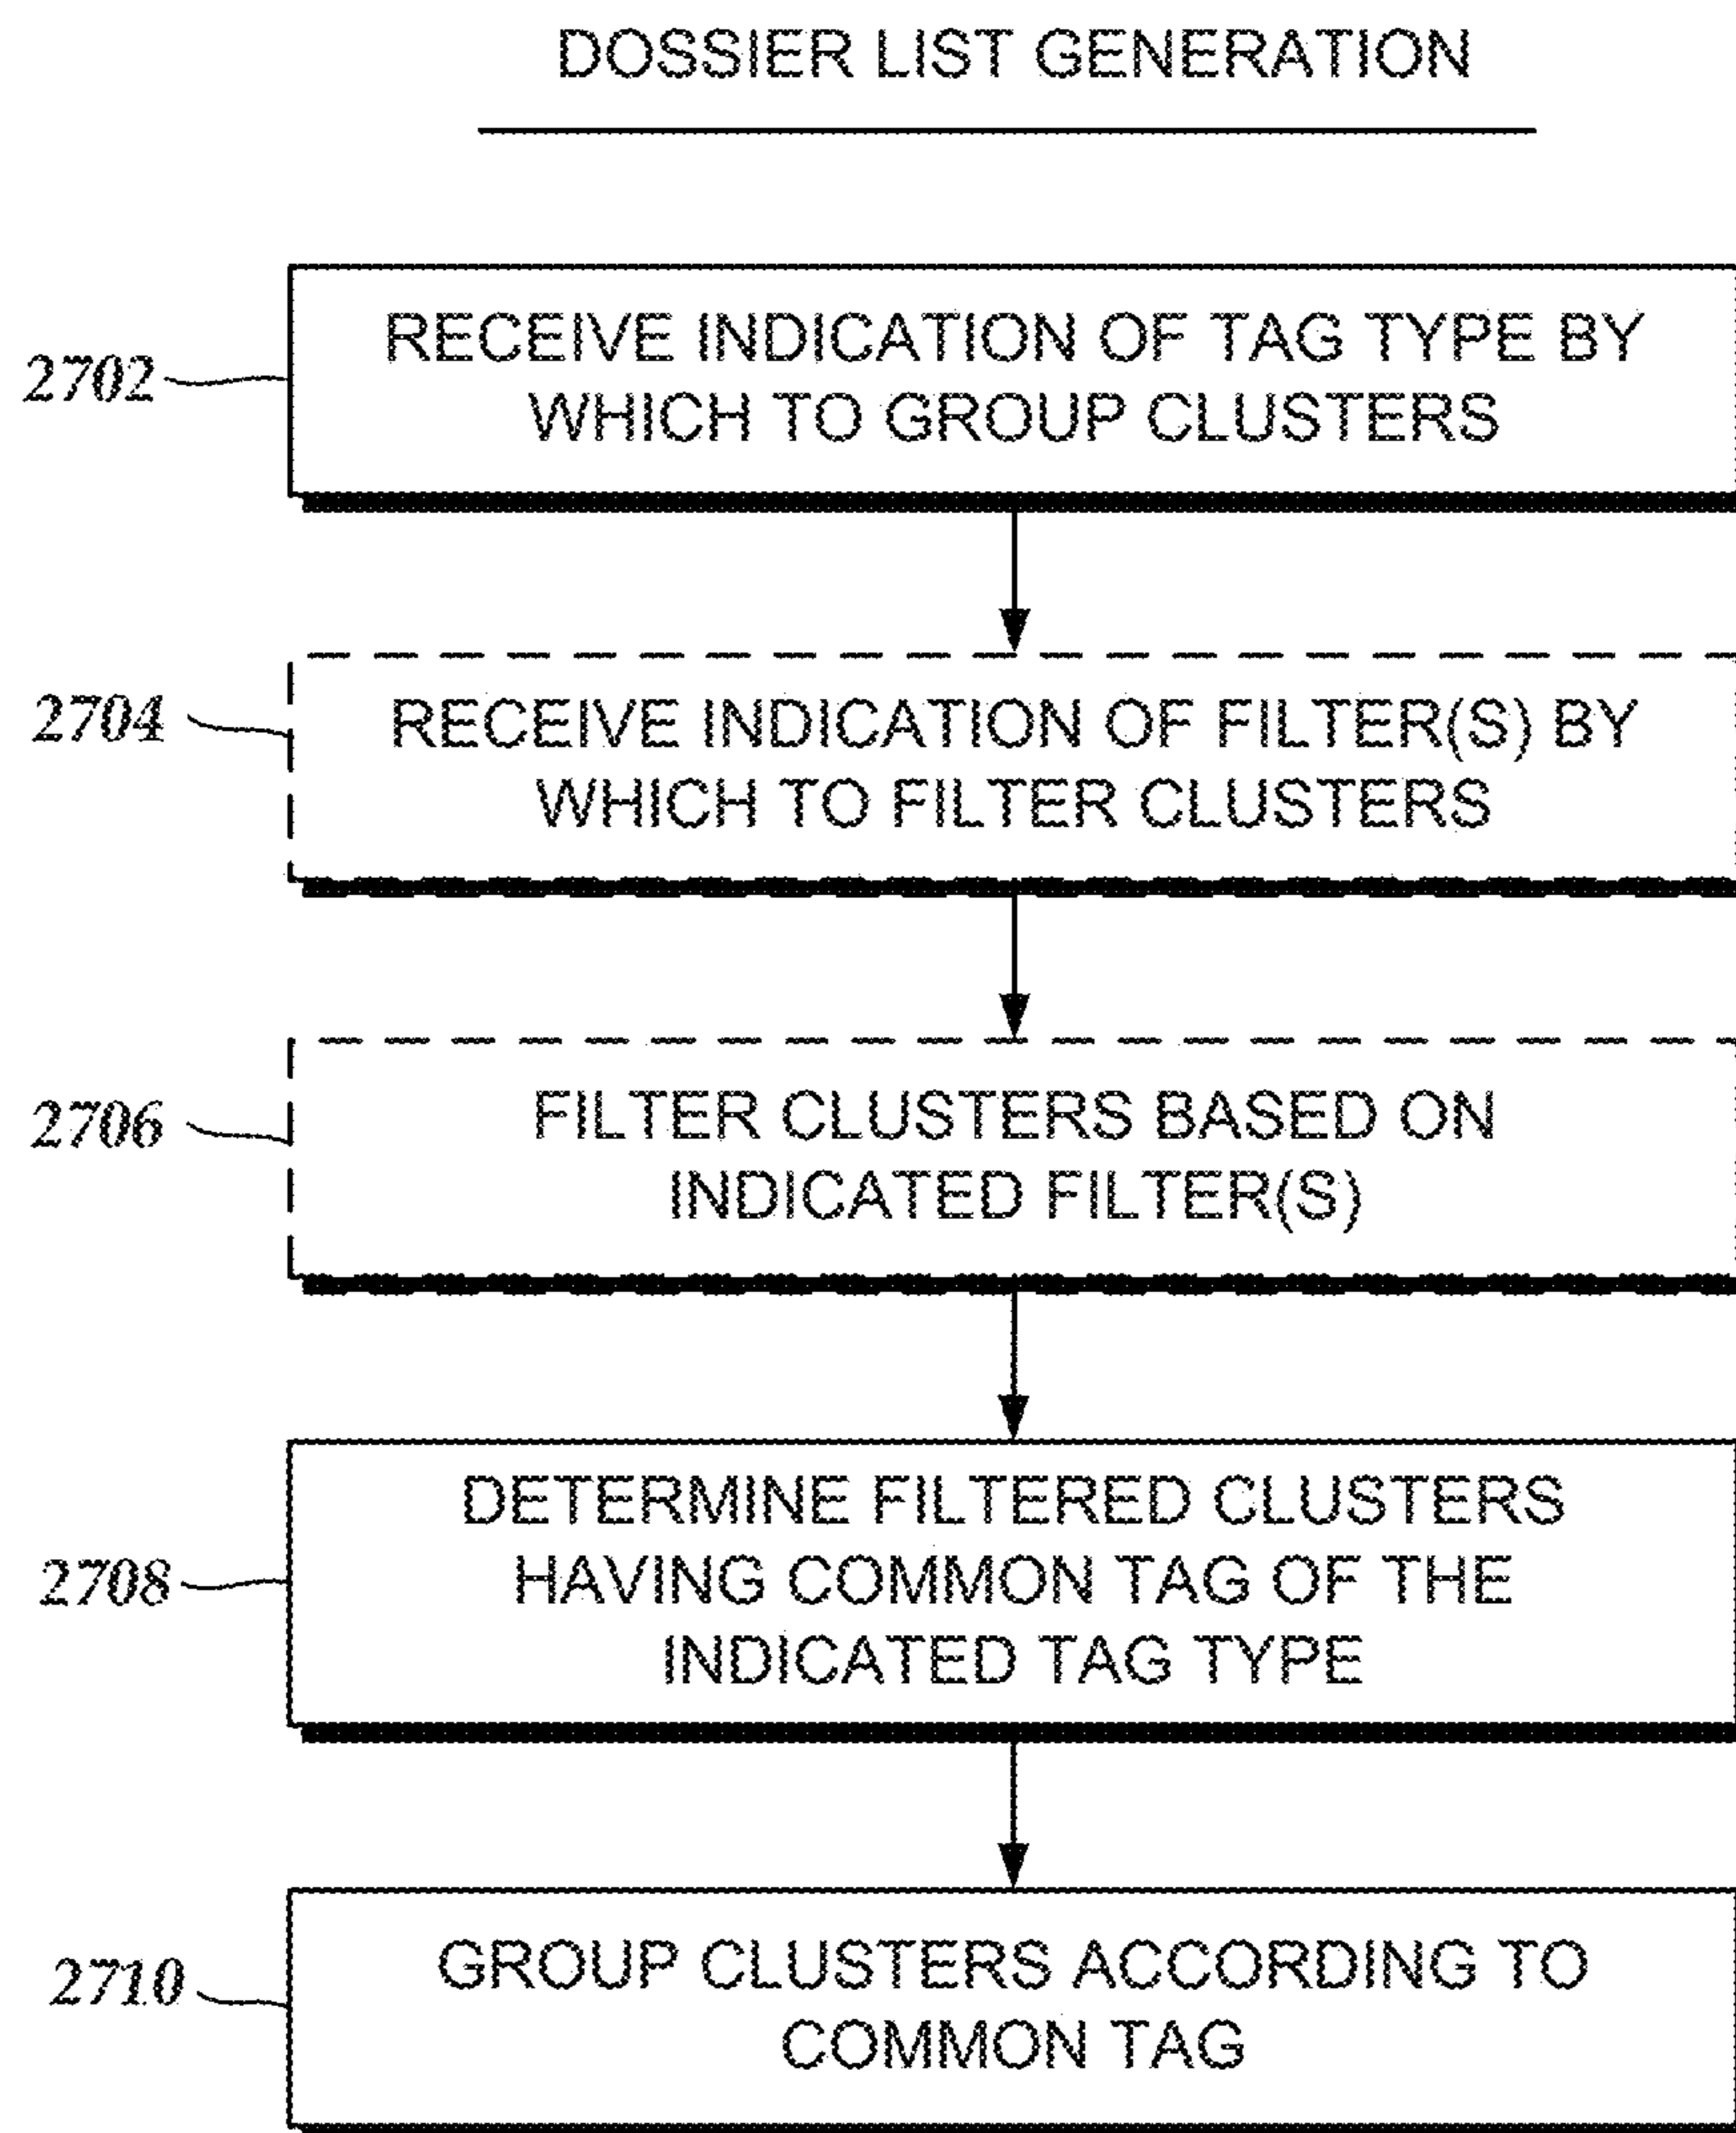 DOSSIER LIST GENERATION
2702
RECEIVE INDICATION OF TAG TYPE BY
WHICH TO GROUP CLUSTERS
2704
RECEIVE INDICATION OF FILTER(S) BY
WHICH TO FILTER CLUSTERS
2706
FILTER CLUSTERS BASED ON
INDICATED FILTER(S)
2708
DETERMINE FILTERED CLUSTERS
HAVING COMMON TAG OF THE
INDICATED TAG TYPE
2710
GROUP CLUSTERS ACCORDING TO
COMMON TAG